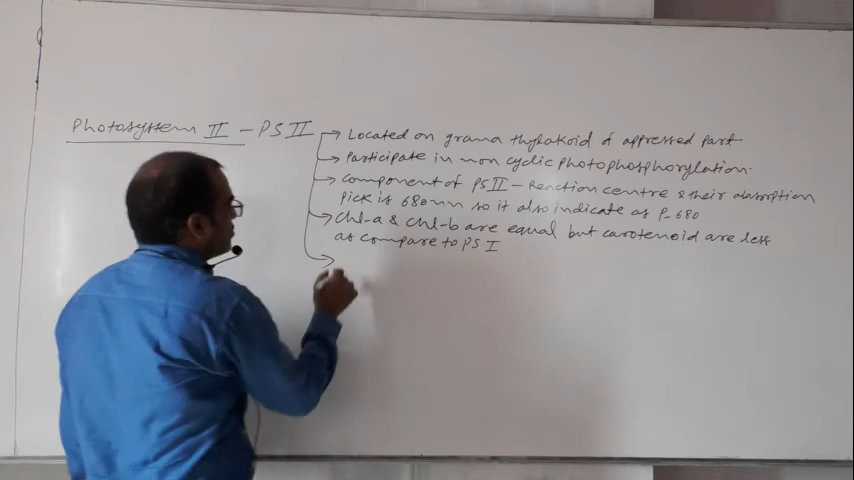 Photosystem II - PS II
→ Located on grana thylakoid of appressed part
→ Participate in non cyclic photophosphorylation.
→ Component of PS II - Reaction centre & their absorption
pick is 680nm so it also indicate as P-680
→ Chl-a & Chl-b are equal but carotenoid are less
as compare to PS I
→